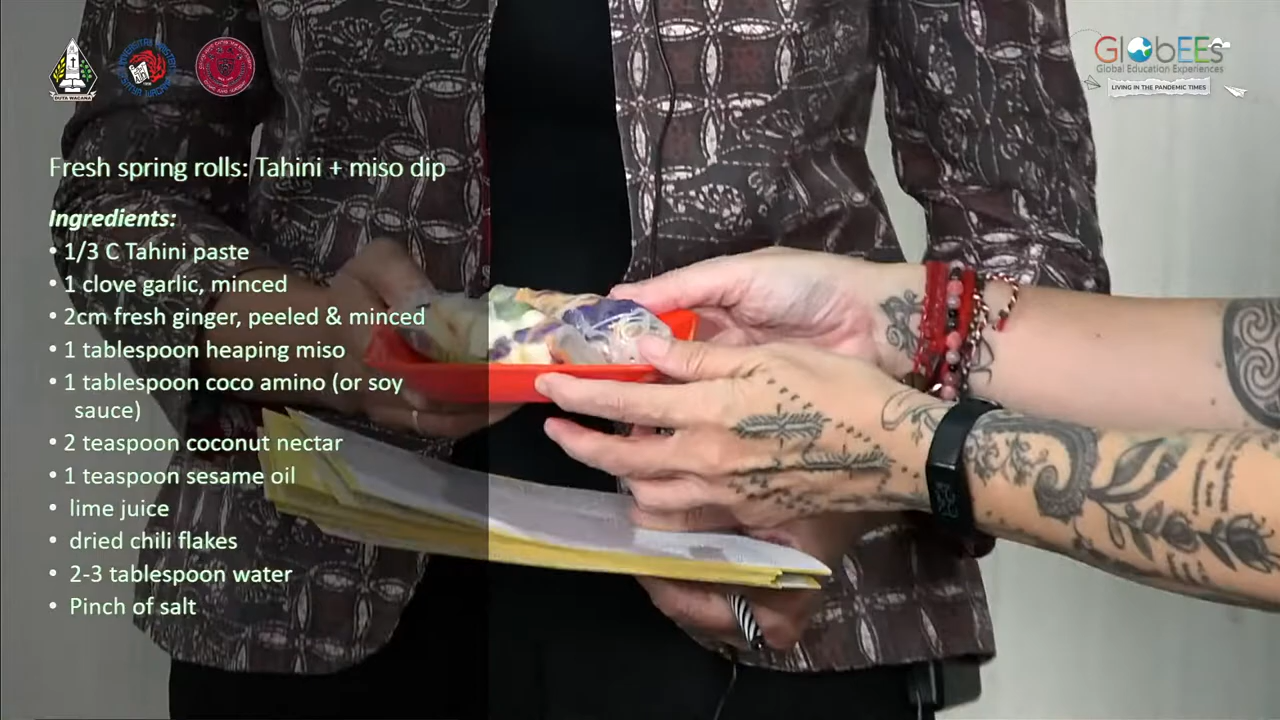 DUTA WACANA
GlobEEs
Global Education Experiences
LIVING IN THE PANDEMIC TIMES
Fresh spring rolls: Tahini + miso dip
Ingredients:
• 1/3 C Tahini paste
• 1 clove garlic, minced
• 2cm fresh ginger, peeled & minced
• 1 tablespoon heaping miso
• 1 tablespoon coco amino (or soy
sauce)
• 2 teaspoon coconut nectar
• 1 teaspoon sesame oil
• lime juice
• dried chili flakes
• 2-3 tablespoon water
• Pinch of salt